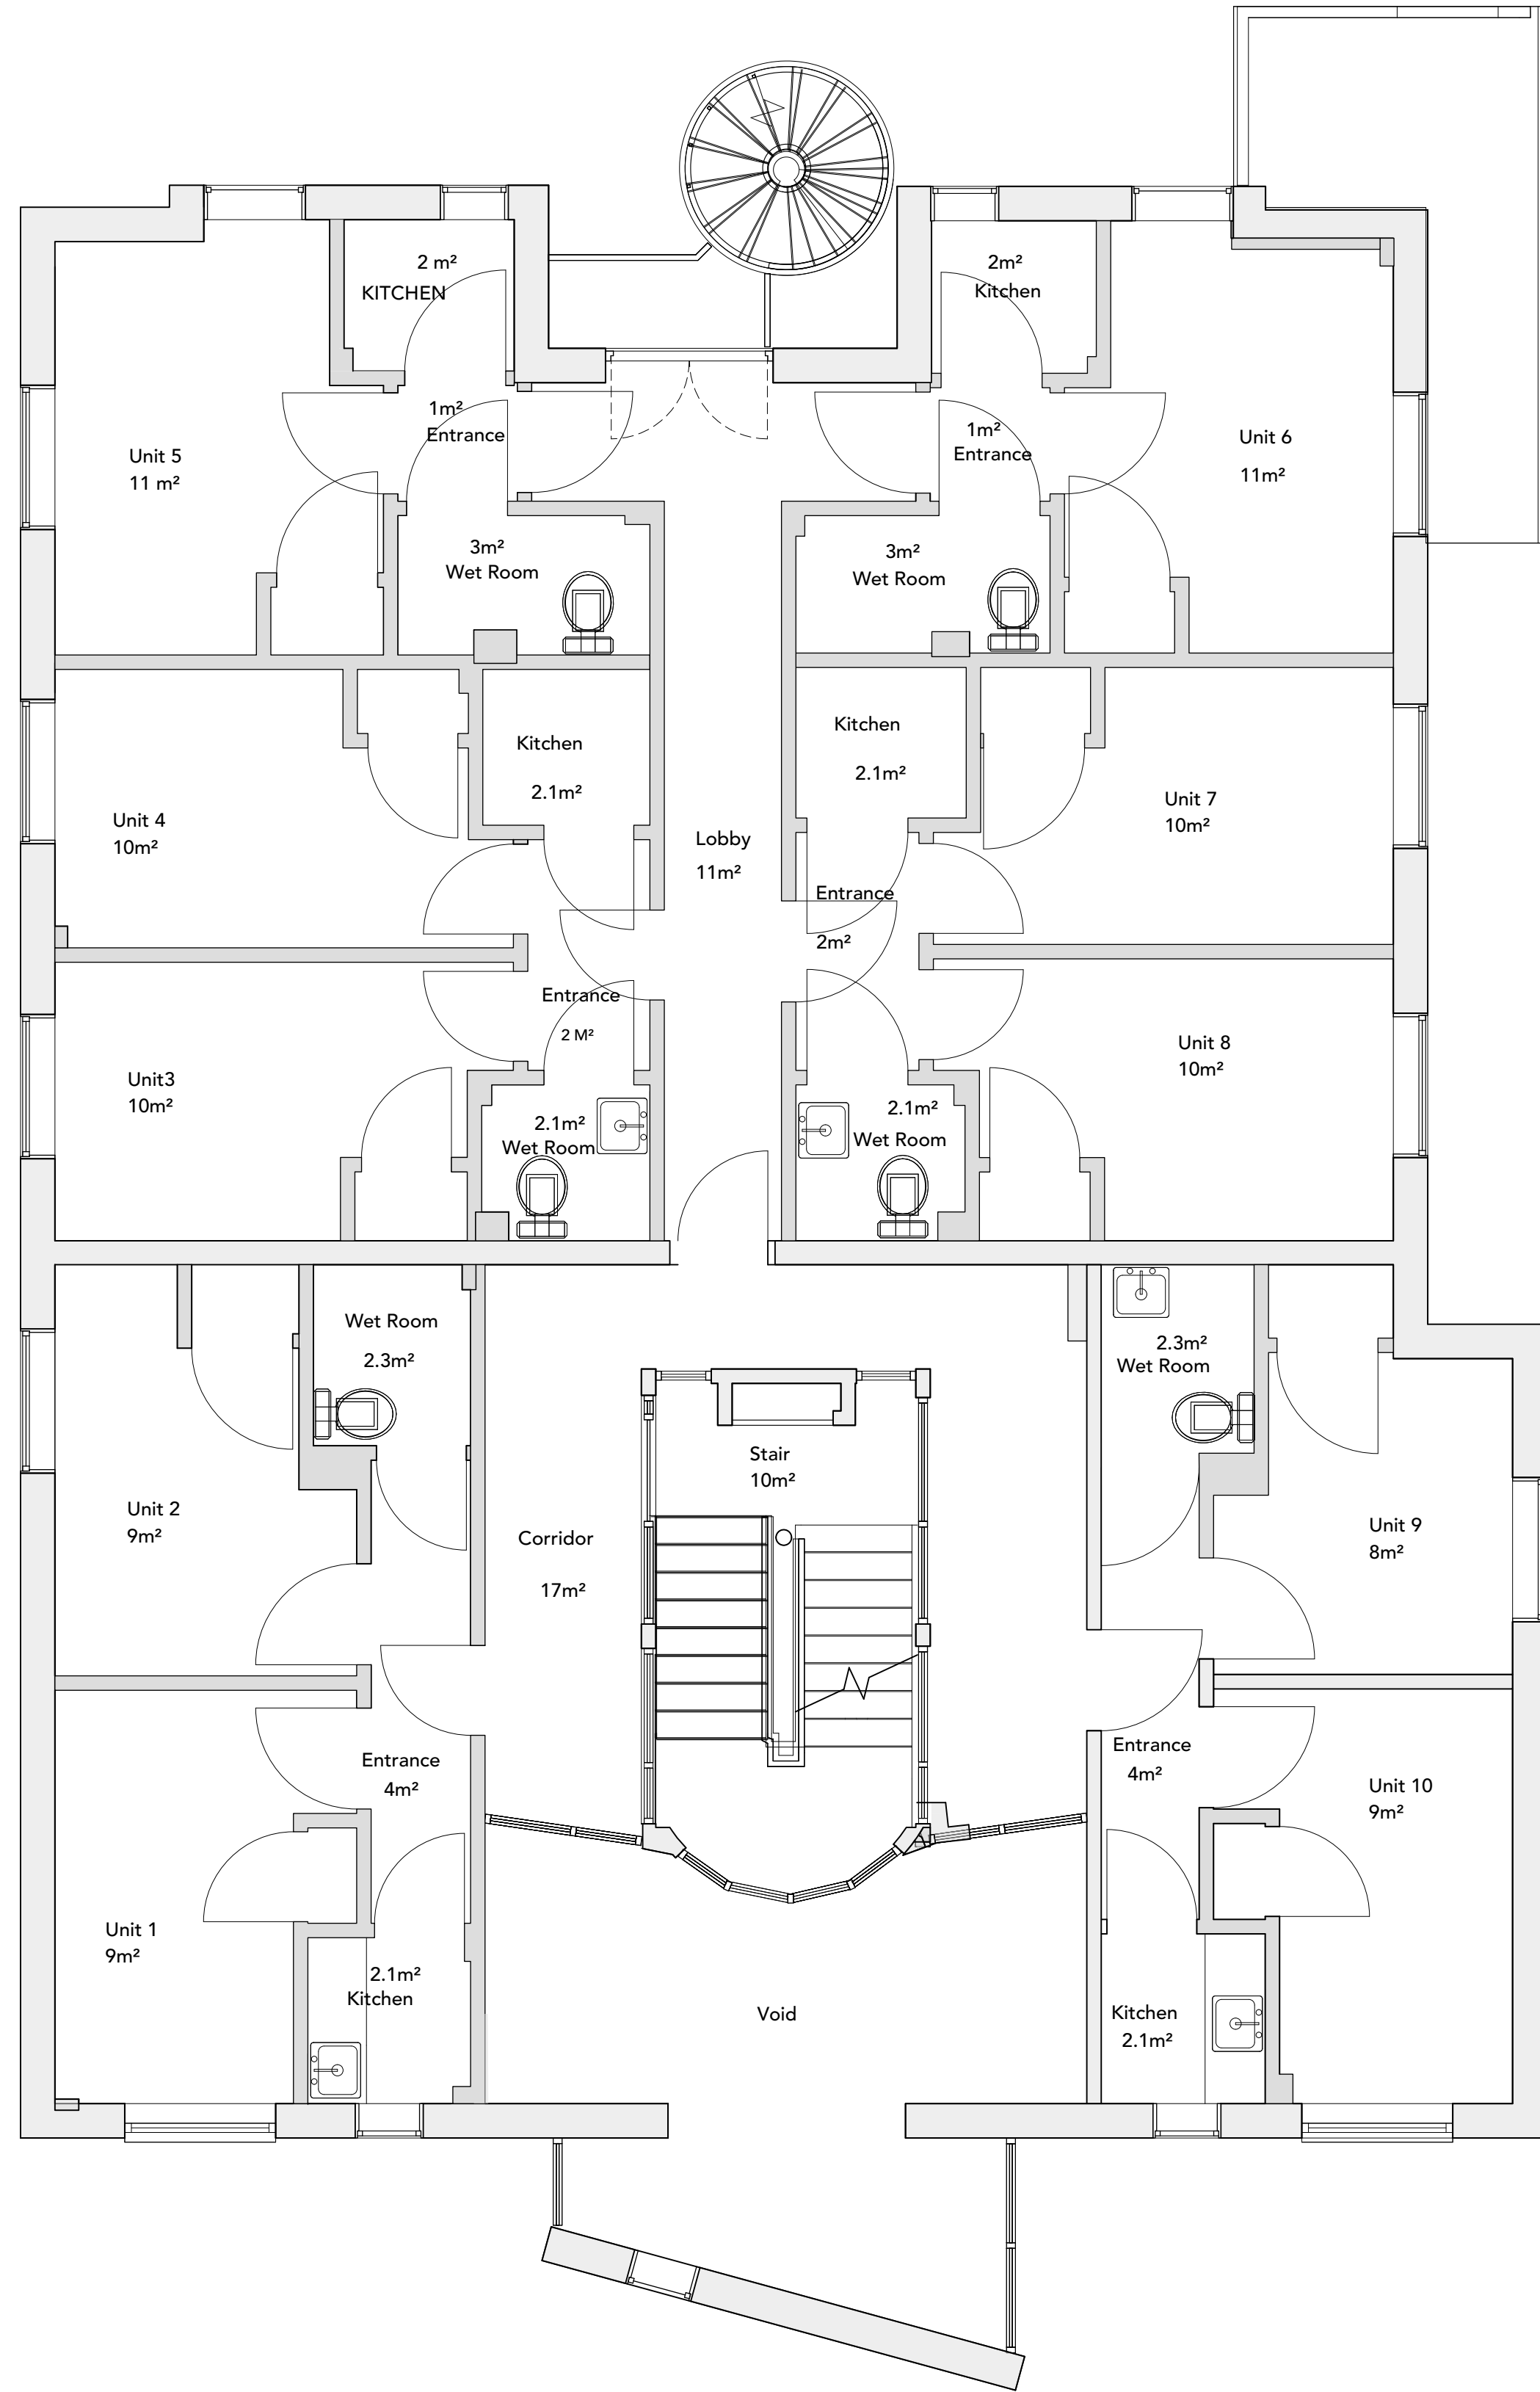 2 m²
KITCHEN
2m²
Kitchen
1m²
Entrance
1m²
Entrance
Unit 5
11 m²
Unit 6
11m²
3m²
Wet Room
3m²
Wet Room
Kitchen
2.1m²
Kitchen
2.1m²
Unit 4
10m²
Lobby
11m²
Unit 7
10m²
Entrance
2m²
Entrance
2 M²
Unit3
10m²
Unit 8
10m²
2.1m²
Wet Room
2.1m²
Wet Room
Wet Room
2.3m²
2.3m²
Wet Room
Stair
10m²
Unit 2
9m²
Corridor
17m²
Unit 9
8m²
Entrance
4m²
Entrance
4m²
Unit 10
9m²
Unit 1
9m²
2.1m²
Kitchen
Void
Kitchen
2.1m²